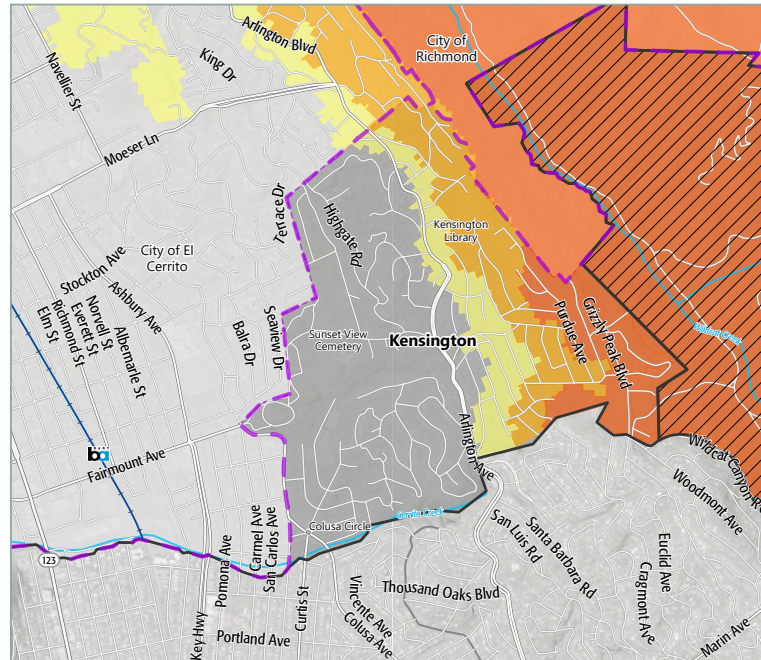 Arlington Blvd
City of
Richmond
King Dr
Navellier St
Moeser Ln
Terrace Dr
Highgate Rd
Kensington
Library
City of El
Cerrito
Stockton Ave
Ashbury Ave
Norvell St
Everett St
Richmond St
Elm St
Albemarle St
Balra Dr
Seaview Dr
Sunset View
Cemetery
Kensington
Purdue Ave
Grizzly Peak Blvd
Wildcat Creek
ba
Fairmount Ave
Arlington Ave
Wildcat Canyon R
Woodmont Ave
Carmel Ave
San Carlos Ave
Colusa Circle
Cerrito Creek
San Luis Rd
Santa Barbara Rd
Euclid Ave
Cragmont Ave
123
Pomona Ave
Key Hwy
Curtis St
Vincente Ave
Colusa Ave
Thousand Oaks Blvd
Portland Ave
Marin Ave